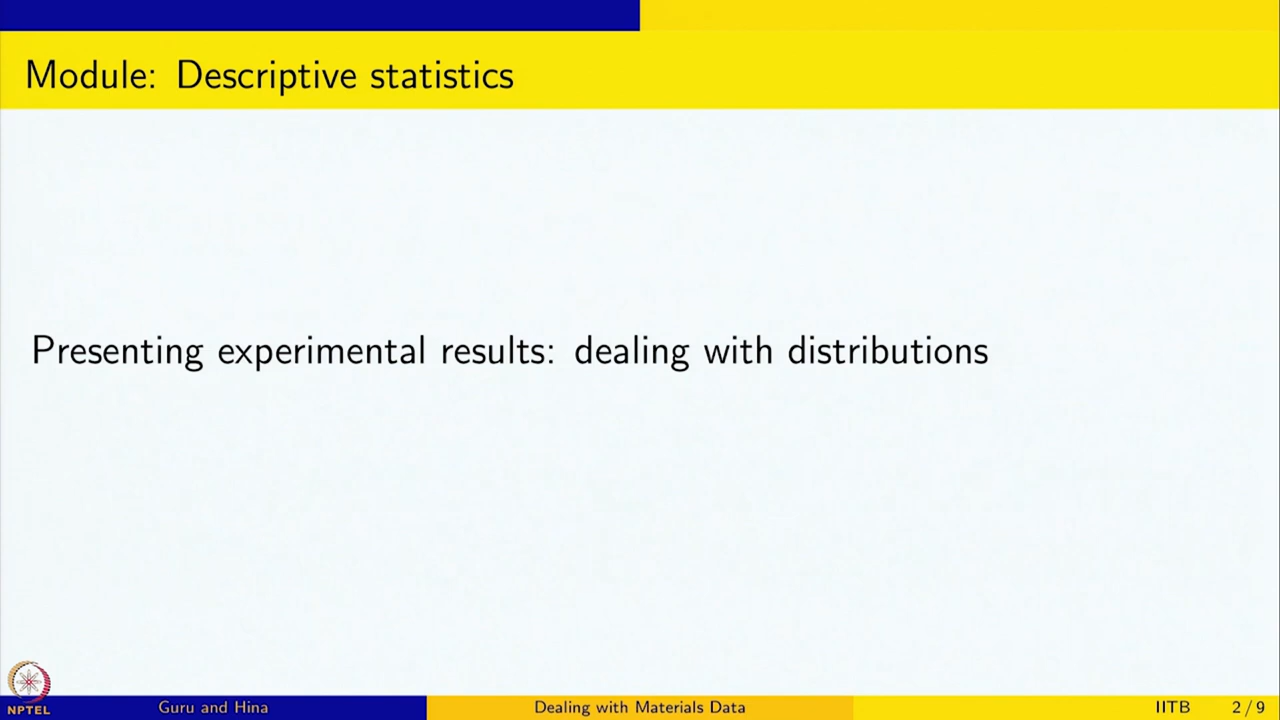 Module: Descriptive statistics
Presenting experimental results: dealing with distributions
NPTEL
Guru and Hina
Dealing with Materials Data
IITB
2 / 9